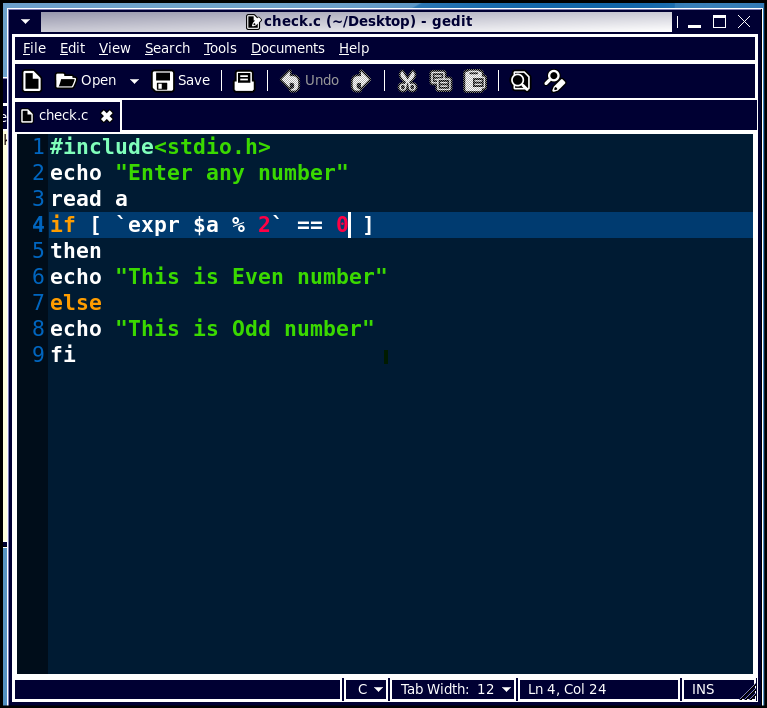 check.c (~/Desktop) - gedit
File Edit View Search Tools Documents Help
Open Save Undo
check.c
1 #include<stdio.h>
2 echo "Enter any number"
3 read a
4 if [ `expr $a % 2` == 0 ]
5 then
6 echo "This is Even number"
7 else
8 echo "This is Odd number"
9 fi
C Tab Width: 12 Ln 4, Col 24 INS